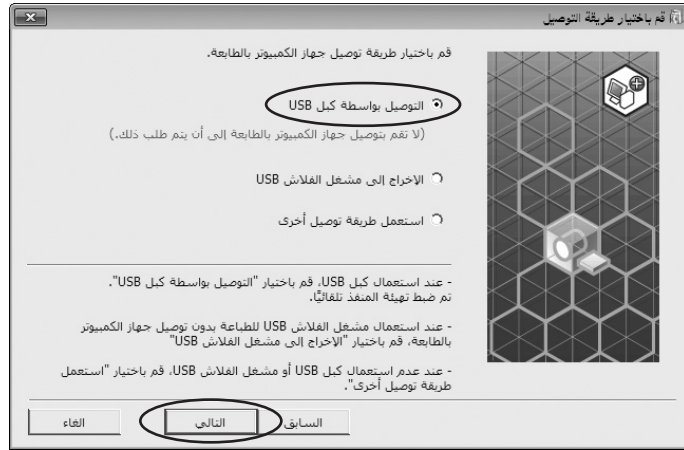 قم باختيار طريقة التوصيل
قم باختيار طريقة توصيل جهاز الكمبيوتر بالطابعة.
التوصيل بواسطة كبل USB
(لا تقم بتوصيل جهاز الكمبيوتر بالطابعة إلى أن يتم طلب ذلك.)
الإخراج إلى مشغل الفلاش USB
استعمل طريقة توصيل أخرى
- عند استعمال كبل USB، قم باختيار "التوصيل بواسطة كبل USB".
تم ضبط تهيئة المنفذ تلقائيًا.
- عند استعمال مشغل الفلاش USB للطباعة بدون توصيل جهاز الكمبيوتر
بالطابعة، قم باختيار "الإخراج إلى مشغل الفلاش USB"
- عند عدم استعمال كبل USB أو مشغل الفلاش USB، قم باختيار "استعمل
طريقة توصيل أخرى".
السابق
التالي
الغاء